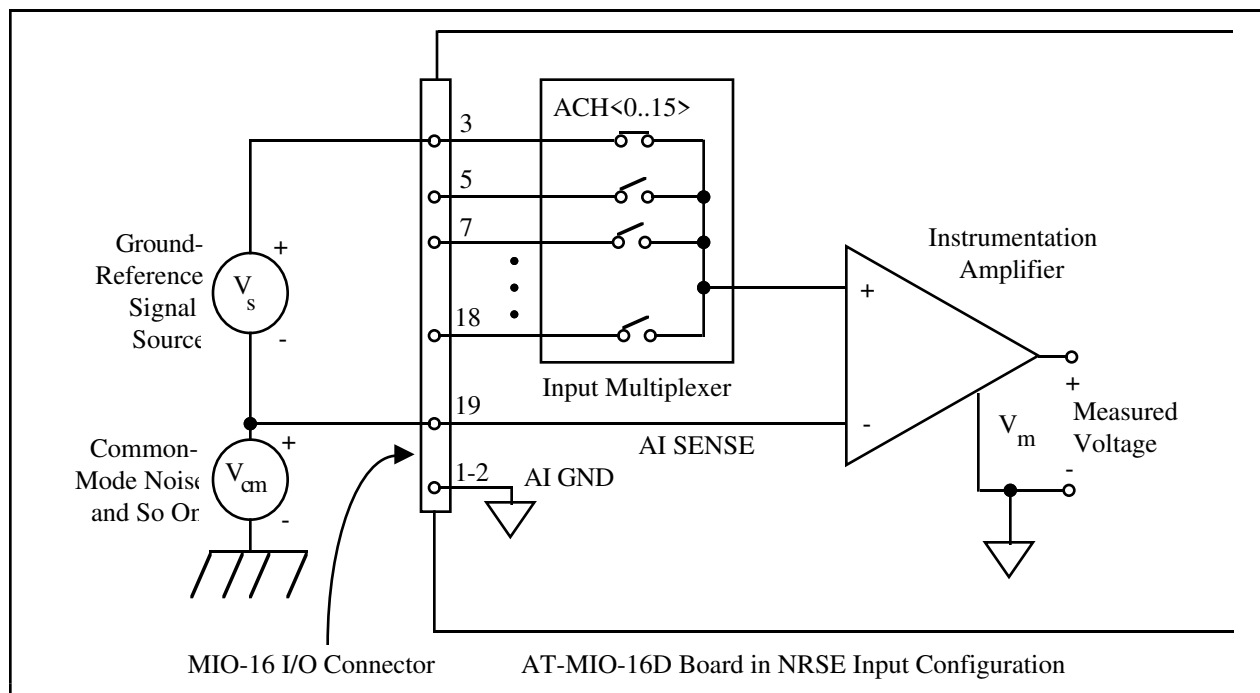 ACH<0..15>
3
5
7
18
19
1-2
Ground-
Reference
Signal
Source
+
V
s
-
Common-
Mode Noise
and So On
+
V
cm
-
Input Multiplexer
AI SENSE
AI GND
Instrumentation
Amplifier
+
-
V
m
+
Measured
Voltage
-
MIO-16 I/O Connector
AT-MIO-16D Board in NRSE Input Configuration